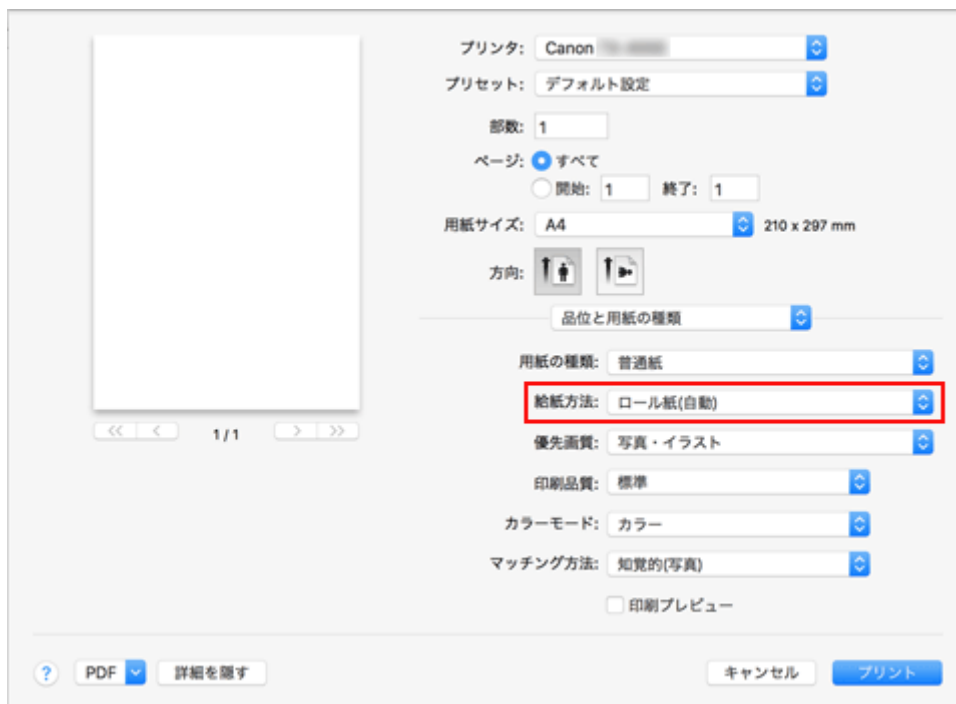 プリンタ: Canon
プリセット: デフォルト設定
部数: 1
ページ: すべて
開始: 1 終了: 1
用紙サイズ: A4 210 x 297 mm
方向:
品位と用紙の種類
用紙の種類: 普通紙
給紙方法: ロール紙(自動)
優先画質: 写真・イラスト
印刷品質: 標準
カラーモード: カラー
マッチング方法: 知覚的(写真)
印刷プレビュー
<< < 1 / 1 > >>
? PDF 詳細を隠す キャンセル プリント